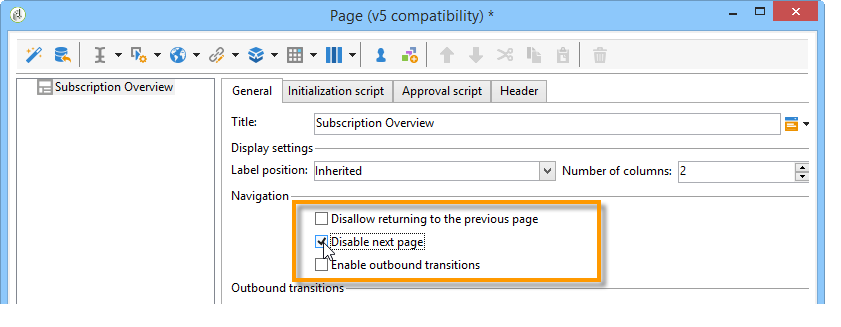 Page (v5 compatibility) *
Subscription Overview
General
Initialization script
Approval script
Header
Title:
Subscription Overview
Display settings
Label position:
Inherited
Number of columns:
2
Navigation
Disallow returning to the previous page
Disable next page
Enable outbound transitions
Outbound transitions